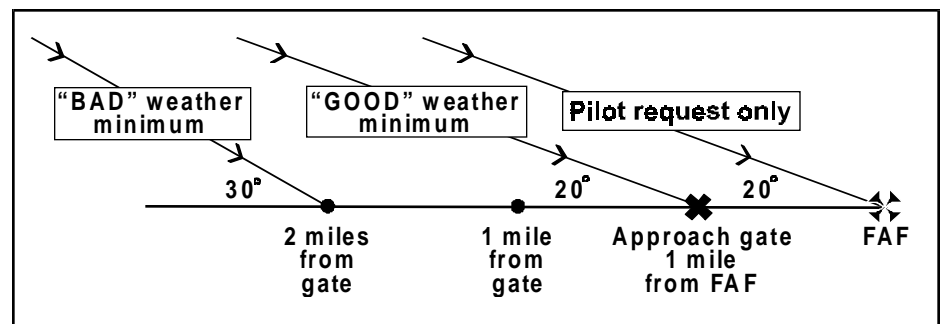 “BAD” weather
minimum
“GOOD” weather
minimum
Pilot request only
30°
20°
20°
2 miles
from
gate
1 mile
from
gate
Approach gate
1 mile
from FAF
FAF